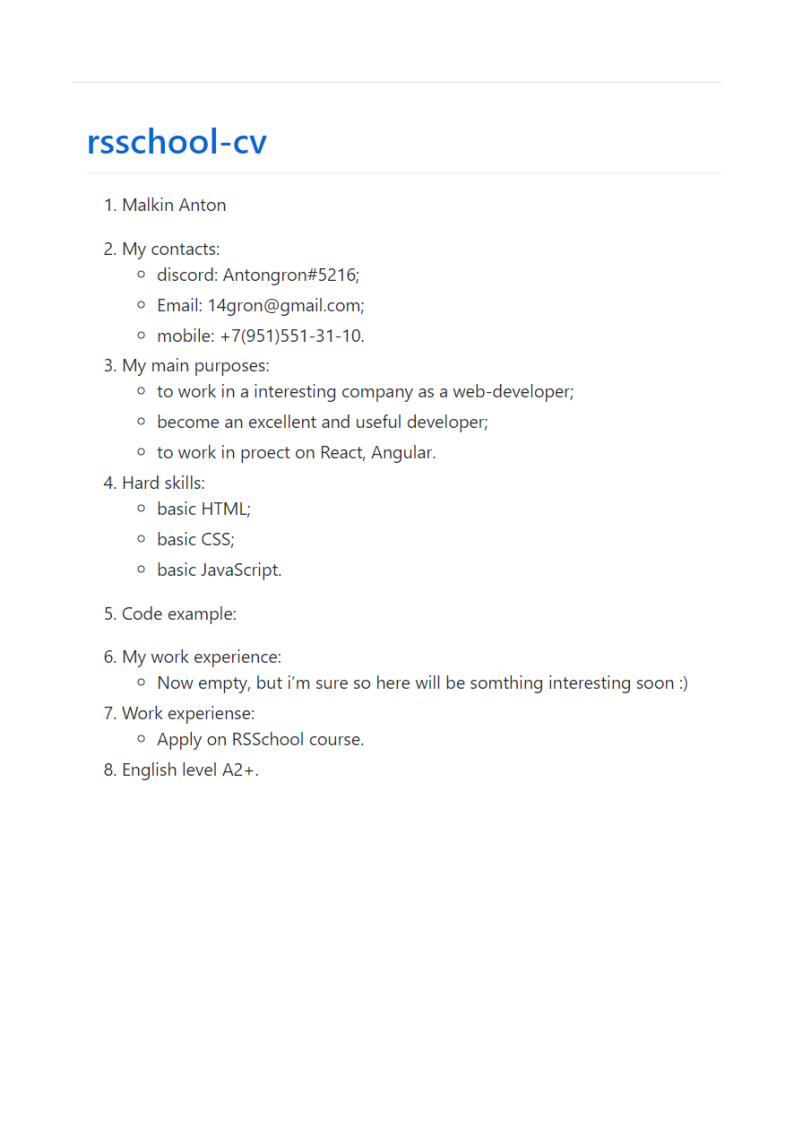 rsschool-cv
1. Malkin Anton
2. My contacts:
◦ discord: Antongron#5216;
◦ Email: 14gron@gmail.com;
◦ mobile: +7(951)551-31-10.
3. My main purposes:
◦ to work in a interesting company as a web-developer;
◦ become an excellent and useful developer;
◦ to work in proect on React, Angular.
4. Hard skills:
◦ basic HTML;
◦ basic CSS;
◦ basic JavaScript.
5. Code example:
6. My work experience:
◦ Now empty, but i’m sure so here will be somthing interesting soon :)
7. Work experiense:
◦ Apply on RSSchool course.
8. English level A2+.